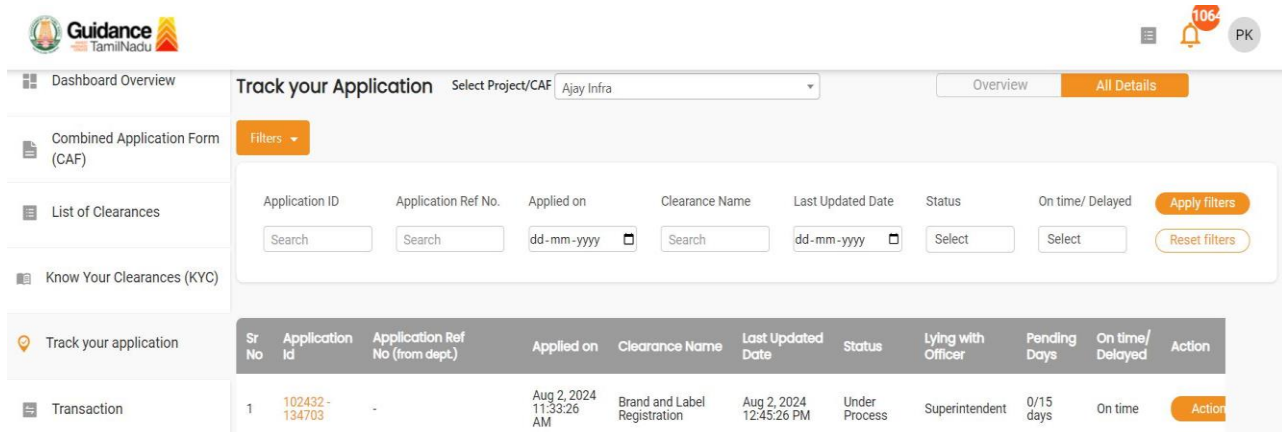 Guidance
TamilNadu
1064
PK
Dashboard Overview
Track your Application Select Project/CAF Ajay Infra Overview All Details
Combined Application Form
(CAF)
Filters
List of Clearances
Application ID Application Ref No. Applied on Clearance Name Last Updated Date Status On time/ Delayed Apply filters
Search Search dd-mm-yyyy Search dd-mm-yyyy Select Select Reset filters
Know Your Clearances (KYC)
Track your application
Sr No Application Id Application Ref No (from dept.) Applied on Clearance Name Last Updated Date Status Lying with Officer Pending Days On time/ Delayed Action
Transaction
1 102432-134703 - Aug 2, 2024 11:33:26 AM Brand and Label Registration Aug 2, 2024 12:45:26 PM Under Process Superintendent 0/15 days On time Action